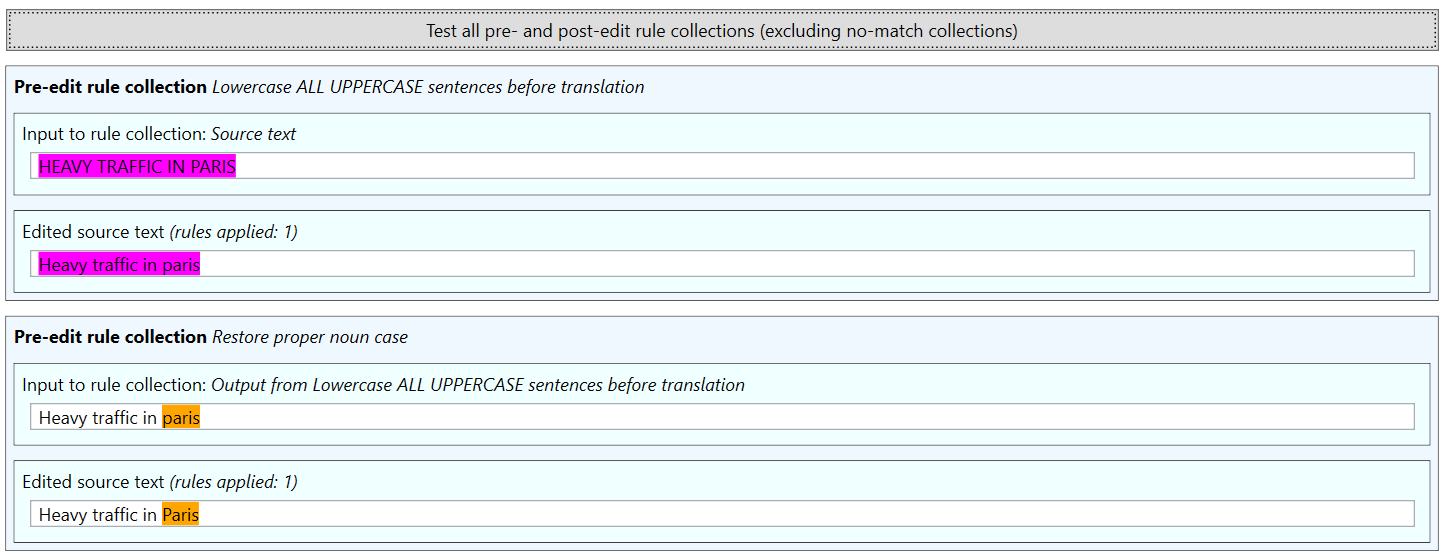 Test all pre- and post-edit rule collections (excluding no-match collections)
Pre-edit rule collection Lowercase ALL UPPERCASE sentences before translation
Input to rule collection: Source text
HEAVY TRAFFIC IN PARIS
Edited source text (rules applied: 1)
Heavy traffic in paris
Pre-edit rule collection Restore proper noun case
Input to rule collection: Output from Lowercase ALL UPPERCASE sentences before translation
Heavy traffic in paris
Edited source text (rules applied: 1)
Heavy traffic in Paris